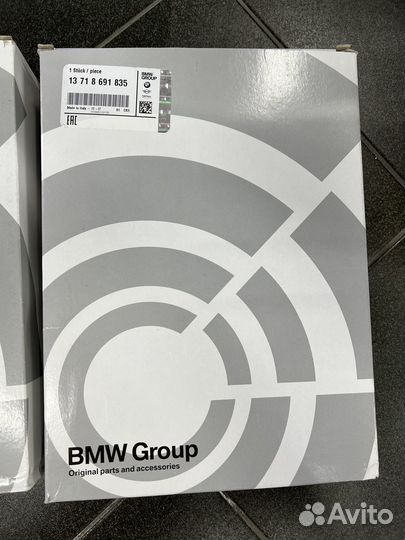 1 Stück / piece
13 71 8 691 835
BMW
GROUP
Made in Italy
EAC
BMW Group
Original parts and accessories
Avito